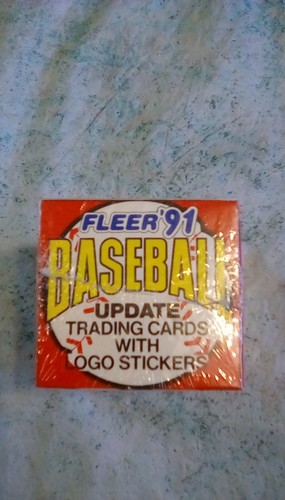 FLEER '91
BASEBALL
UPDATE
TRADING CARDS
WITH
LOGO STICKERS